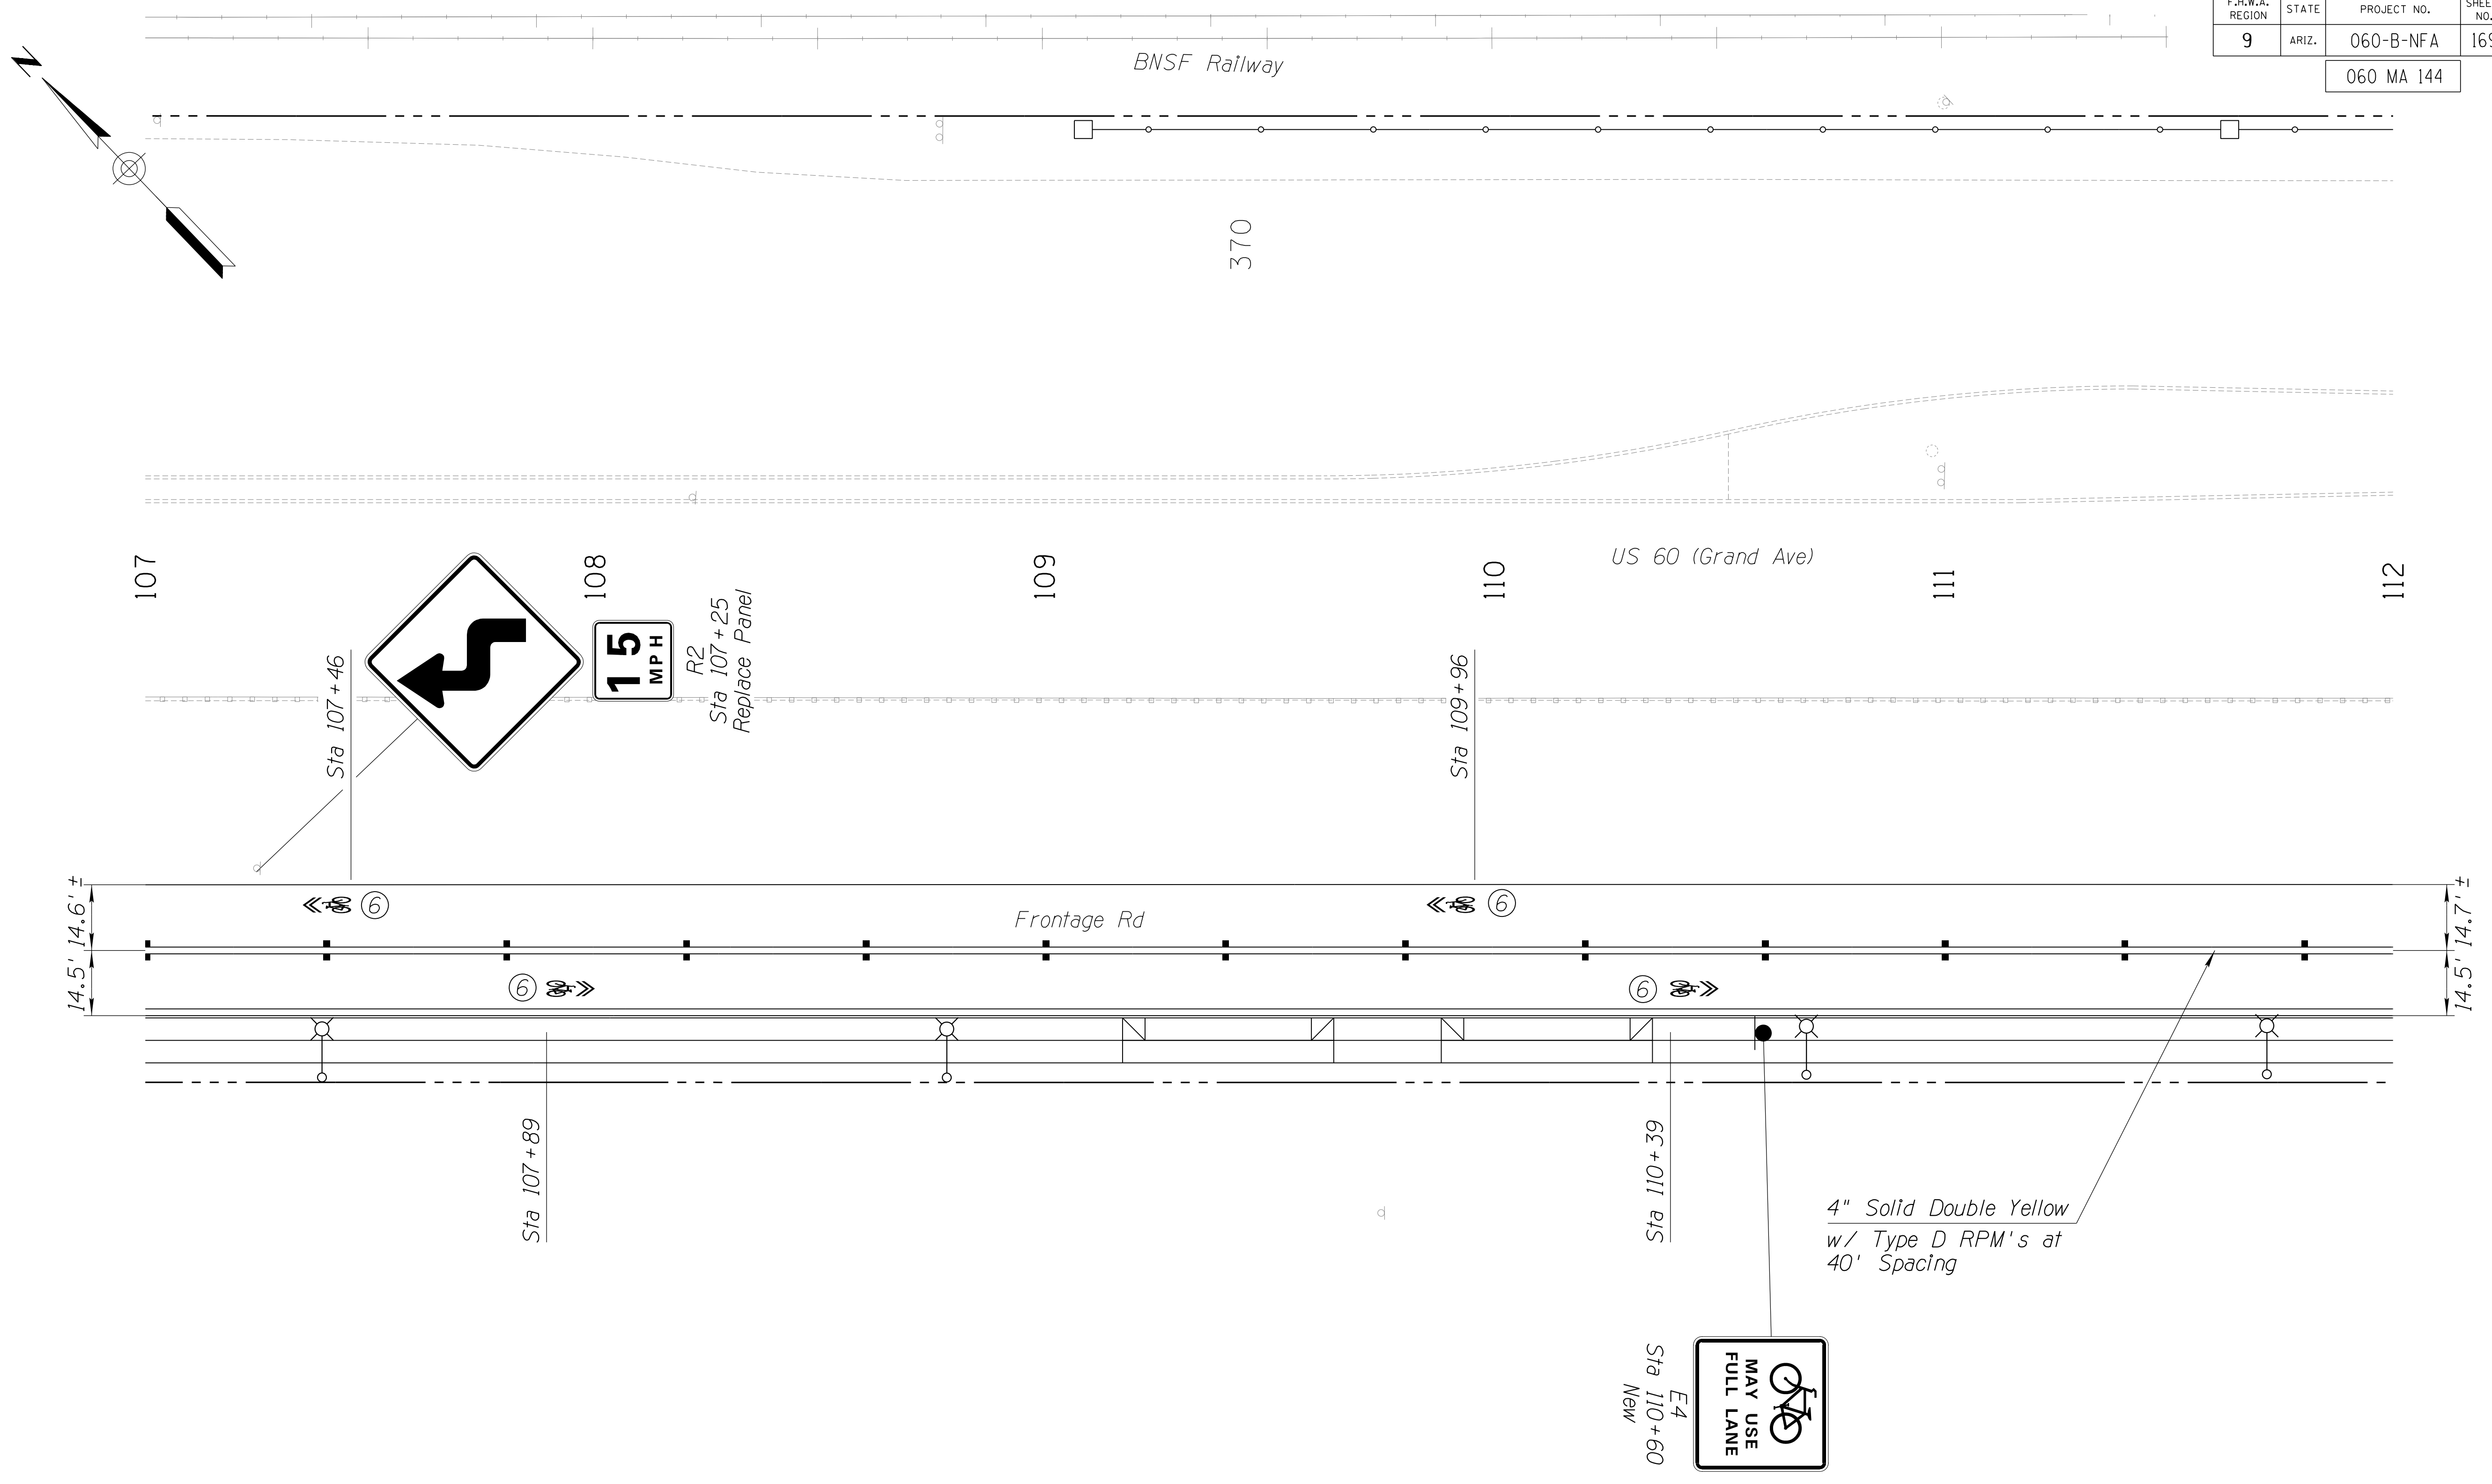 F.H.W.A. REGION STATE PROJECT NO.
9 ARIZ. 060-B-NFA 169
060 MA 144
N
BNSF Railway
370
US 60 (Grand Ave)
107
108
109
110
111
112
Sta 107+46
15
MPH
R2
Sta 107+25
Replace Panel
Sta 109+96
14.6' ±
14.5'
6
6
Frontage Rd
14.7' ±
14.5'
6
6
Sta 107+89
Sta 110+39
4" Solid Double Yellow
w/ Type D RPM's at
40' Spacing
E4
Sta 110+60
New
MAY USE
FULL LANE